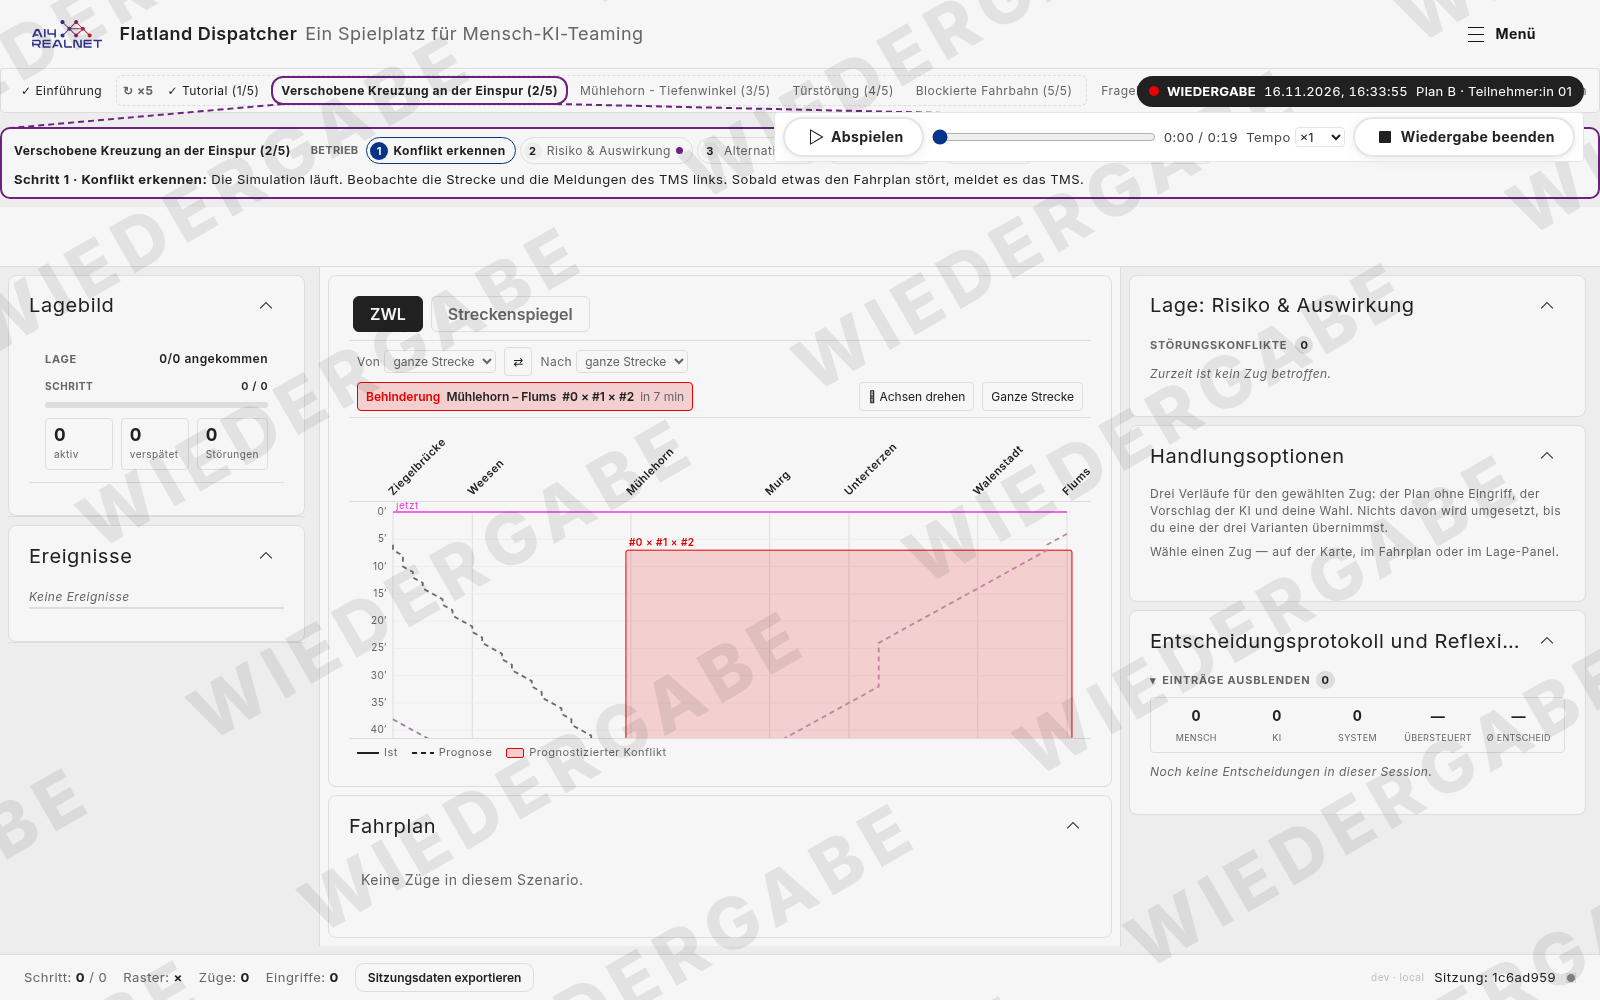 AI4
REALNET
Flatland Dispatcher Ein Spielplatz für Mensch-KI-Teaming
Menü
✓ Einführung
↻ ×5
✓ Tutorial (1/5)
Verschobene Kreuzung an der Einspur (2/5)
Mühlehorn - Tiefenwinkel (3/5)
Türstörung (4/5)
Blockierte Fahrbahn (5/5)
Frage
WIEDERGABE 16.11.2026, 16:33:55 Plan B · Teilnehmer:in 01
Abspielen
0:00 / 0:19
Tempo ×1
Wiedergabe beenden
Verschobene Kreuzung an der Einspur (2/5)
BETRIEB
1 Konflikt erkennen
2 Risiko & Auswirkung
3 Alternati
Schritt 1 · Konflikt erkennen: Die Simulation läuft. Beobachte die Strecke und die Meldungen des TMS links. Sobald etwas den Fahrplan stört, meldet es das TMS.
Lagebild
LAGE 0/0 angekommen
SCHRITT 0 / 0
0 0 0
aktiv verspätet Störungen
Ereignisse
Keine Ereignisse
ZWL Streckenspiegel
Von ganze Strecke ⇄ Nach ganze Strecke
Behinderung Mühlehorn – Flums #0 × #1 × #2 in 7 min
Achsen drehen
Ganze Strecke
Ziegelbrücke
Weesen
Mühlehorn
Murg
Unterterzen
Walenstadt
Flums
jetzt
0'
5'
10'
15'
20'
25'
30'
35'
40'
#0 × #1 × #2
Ist Prognose Prognostizierter Konflikt
Fahrplan
Keine Züge in diesem Szenario.
Lage: Risiko & Auswirkung
STÖRUNGSKONFLIKTE 0
Zurzeit ist kein Zug betroffen.
Handlungsoptionen
Drei Verläufe für den gewählten Zug: der Plan ohne Eingriff, der
Vorschlag der KI und deine Wahl. Nichts davon wird umgesetzt, bis
du eine der drei Varianten übernimmst.
Wähle einen Zug — auf der Karte, im Fahrplan oder im Lage-Panel.
Entscheidungsprotokoll und Reflexi...
▾ EINTRÄGE AUSBLENDEN 0
0 0 0 — —
MENSCH KI SYSTEM ÜBERSTEUERT Ø ENTSCHEID
Noch keine Entscheidungen in dieser Session.
Schritt: 0 / 0 Raster: × Züge: 0 Eingriffe: 0 Sitzungsdaten exportieren
dev · local Sitzung: 1c6ad959
WIEDERGABE